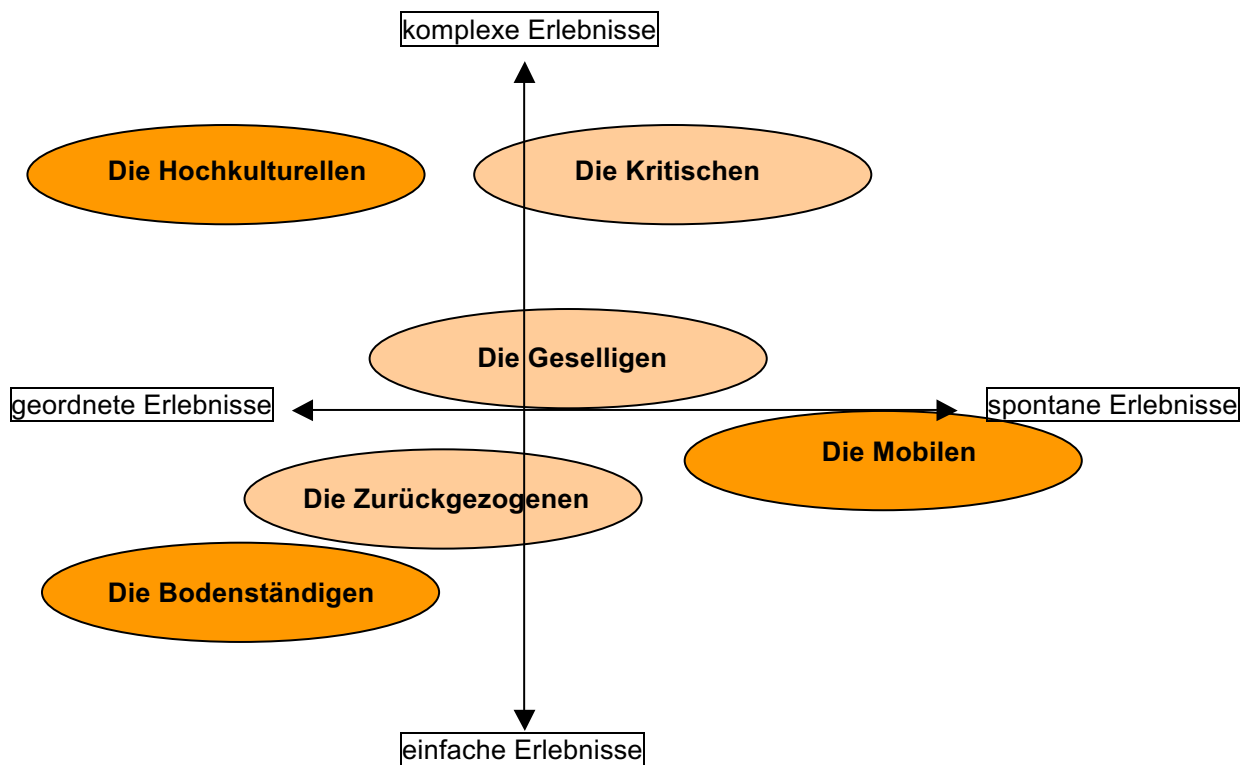 komplexe Erlebnisse
Die Hochkulturellen
Die Kritischen
Die Geselligen
geordnete Erlebnisse
spontane Erlebnisse
Die Mobilen
Die Zurückgezogenen
Die Bodenständigen
einfache Erlebnisse